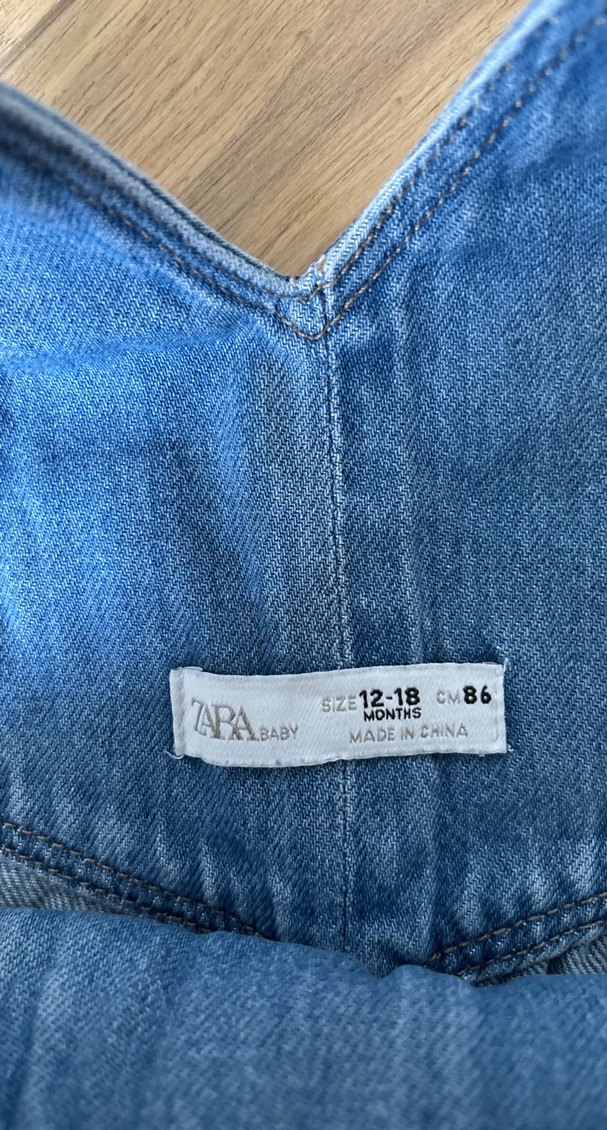 ZARA BABY SIZE 12-18 MONTHS CM 86
MADE IN CHINA